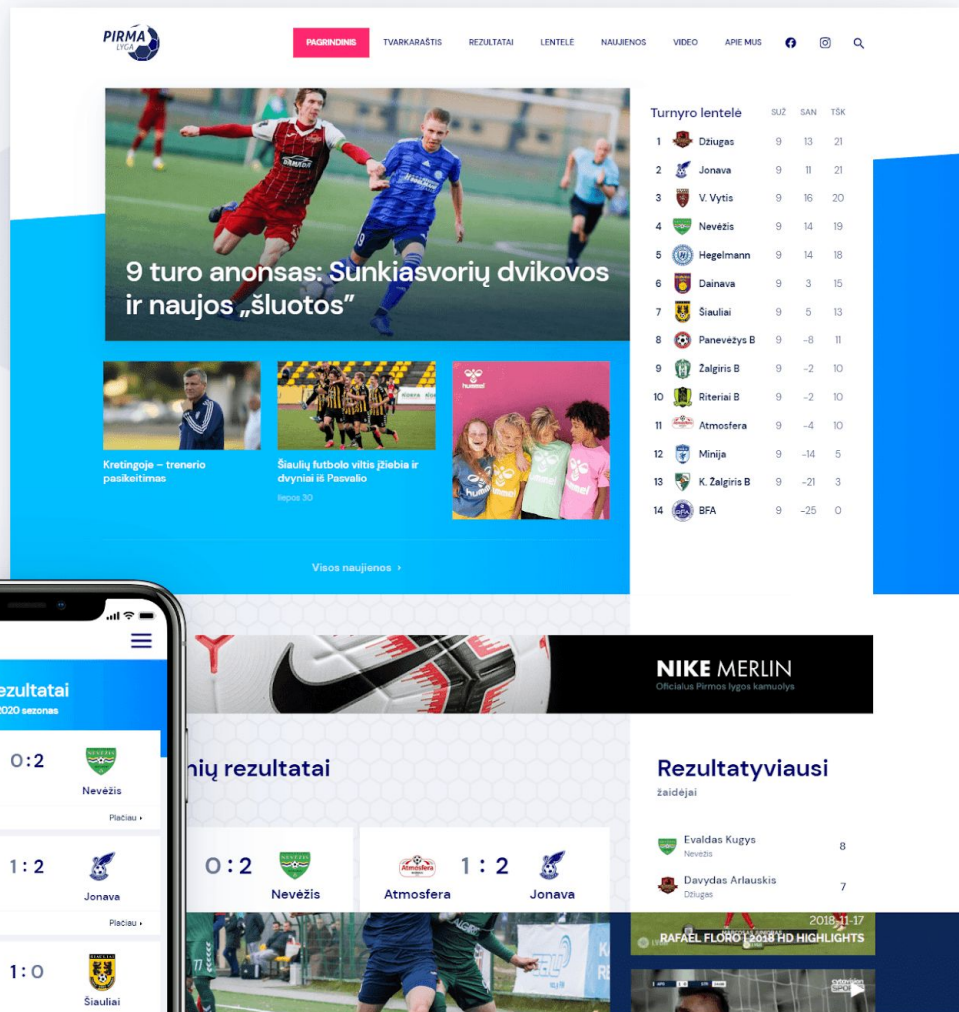 PIRMA
LYGA
PAGRINDINIS TVARKARAŠTIS REZULTATAI LENTELĖ NAUJIENOS VIDEO APIE MUS
9 turo anonsas: Sunkiasvorių dvikovos
ir naujos „šluotos”
Kretingoje – trenerio
pasikeitimas
Šiaulių futbolo viltis įžiebia ir
dvyniai iš Pasvalio
liepos 30
hummel
Visos naujienos ›
Turnyro lentelė SUŽ SAN TŠK
1 Džiugas 9 13 21
2 Jonava 9 11 21
3 V. Vytis 9 16 20
4 Nevėžis 9 14 19
5 Hegelmann 9 14 18
6 Dainava 9 3 15
7 Šiauliai 9 5 13
8 Panevėžys B 9 -8 11
9 Žalgiris B 9 -2 10
10 Riteriai B 9 -2 10
11 Atmosfera 9 -4 10
12 Minija 9 -14 5
13 K. Žalgiris B 9 -21 3
14 BFA 9 -25 0
NIKE MERLIN
Oficialus Pirmos lygos kamuolys
ezultatai
2020 sezonas
0:2
Nevėžis
Plačiau
1:2
Jonava
Plačiau
1:0
Šiauliai
nių rezultatai
0:2
Nevėžis
1:2
Atmosfera Jonava
Rezultatyviausi
žaidėjai
Evaldas Kugys 8
Nevėžis
Davydas Arlauskis 7
Džiugas
2018-11-17
RAFAEL FLORO | 2018 HD HIGHLIGHTS